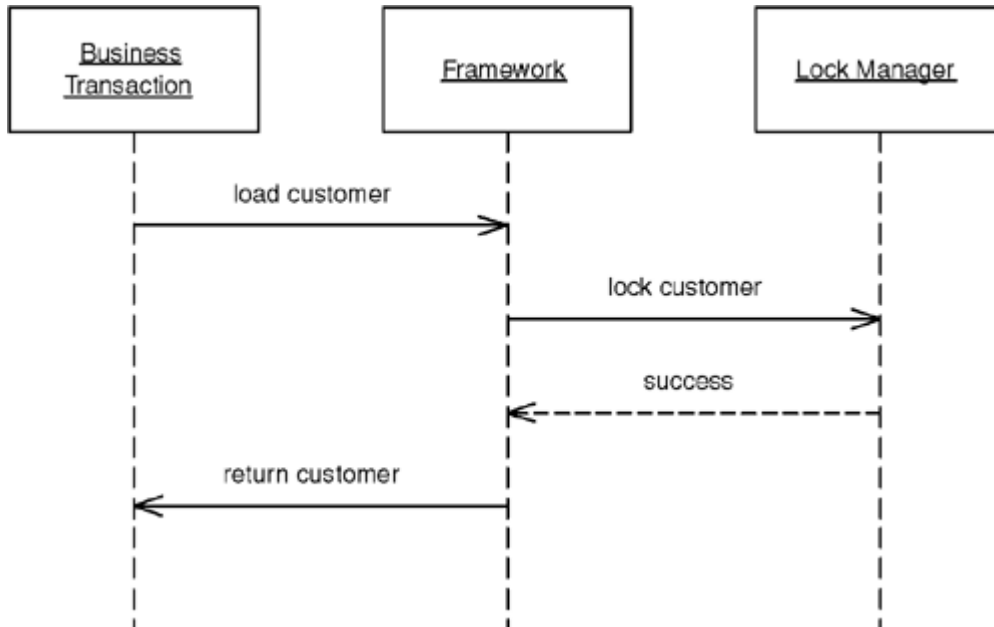 Business
Transaction
Framework
Lock Manager
load customer
lock customer
success
return customer